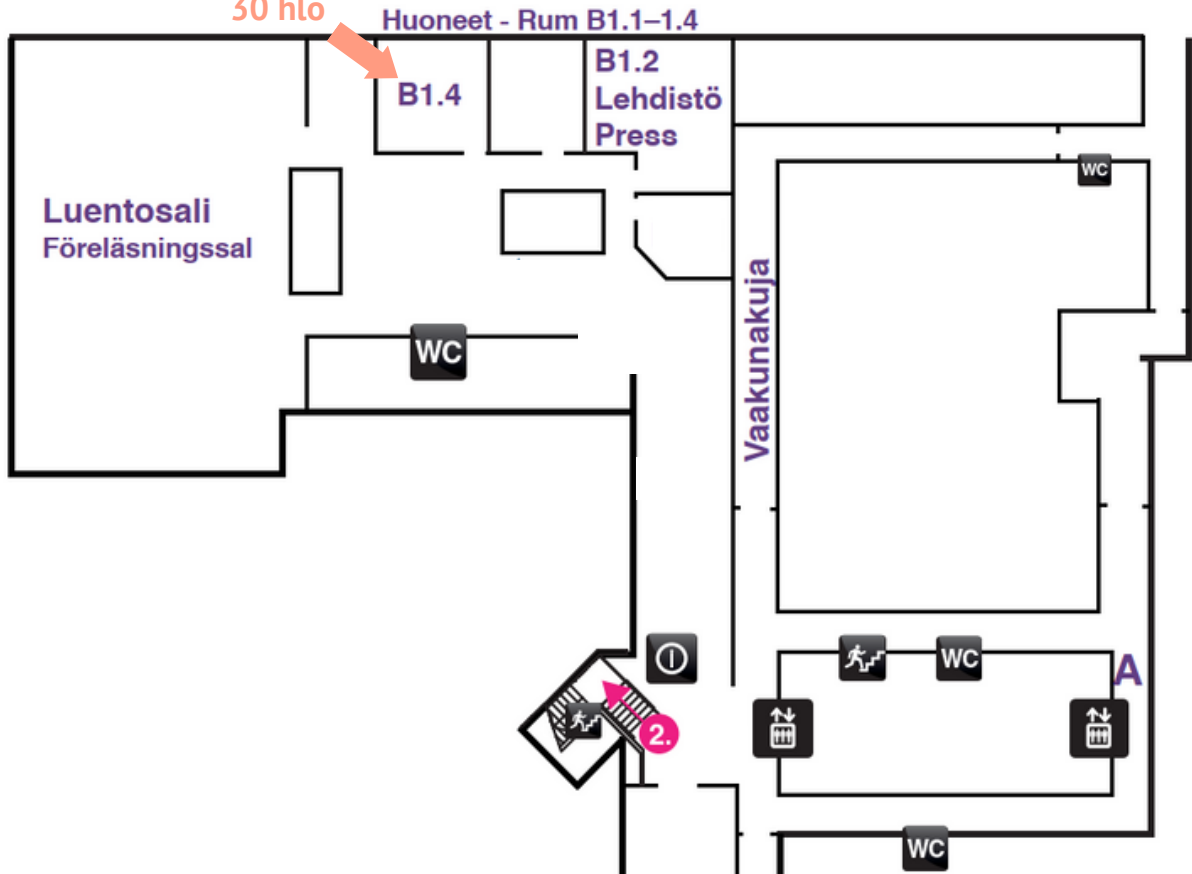 30 hlo
Huoneet - Rum B1.1–1.4
B1.4
B1.2
Lehdistö
Press
WC
Luentosali
Föreläsningssal
Vaakunakuja
WC
WC
A
2.
WC